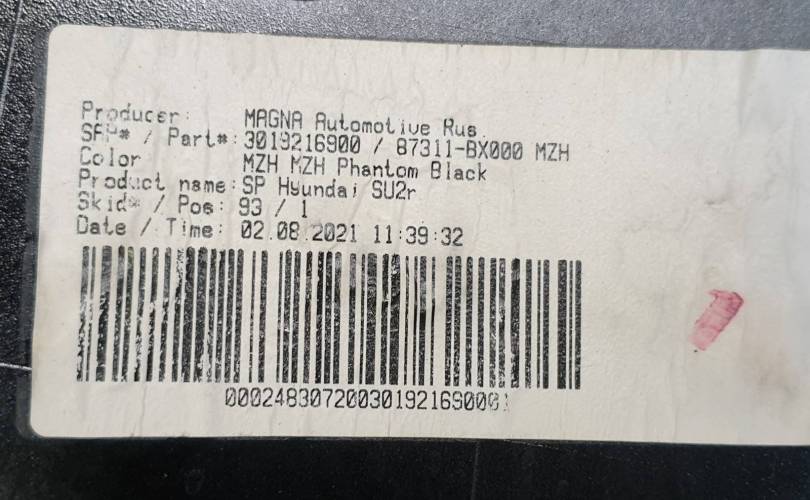 Producer: MAGNA Automotive Rus.
SAP# / Part#: 3019216900 / 87311-BX000 MZH
Color MZH MZH Phantom Black
Product name: SP Hyundai SU2r
Skid# / Pos: 93 / 1
Date / Time: 02.08.2021 11:39:32
000248307200301921690001